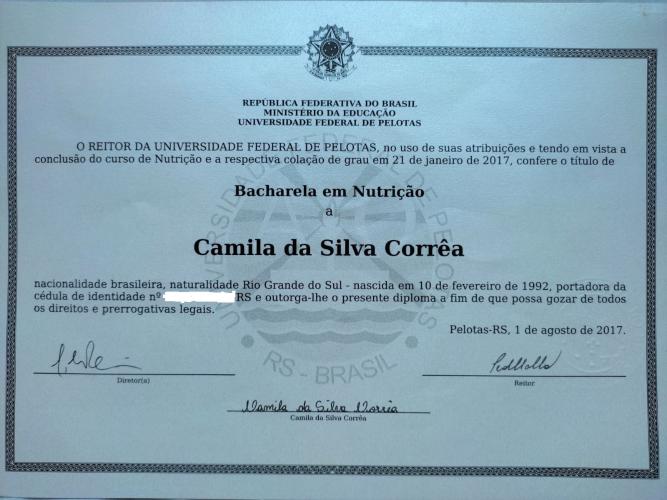 REPÚBLICA FEDERATIVA DO BRASIL
MINISTÉRIO DA EDUCAÇÃO
UNIVERSIDADE FEDERAL DE PELOTAS
O REITOR DA UNIVERSIDADE FEDERAL DE PELOTAS, no uso de suas atribuições e tendo em vista a
conclusão do curso de Nutrição e a respectiva colação de grau em 21 de janeiro de 2017, confere o título de
Bacharela em Nutrição
a
Camila da Silva Corrêa
nacionalidade brasileira, naturalidade Rio Grande do Sul - nascida em 10 de fevereiro de 1992, portadora da
cédula de identidade nº RS e outorga-lhe o presente diploma a fim de que possa gozar de todos
os direitos e prerrogativas legais.
Pelotas-RS, 1 de agosto de 2017.
Diretor(a)
Reitor
Camila da Silva Corrêa
Camila da Silva Corrêa
UNIVERSIDADE FEDERAL DE PELOTAS
RS - BRASIL